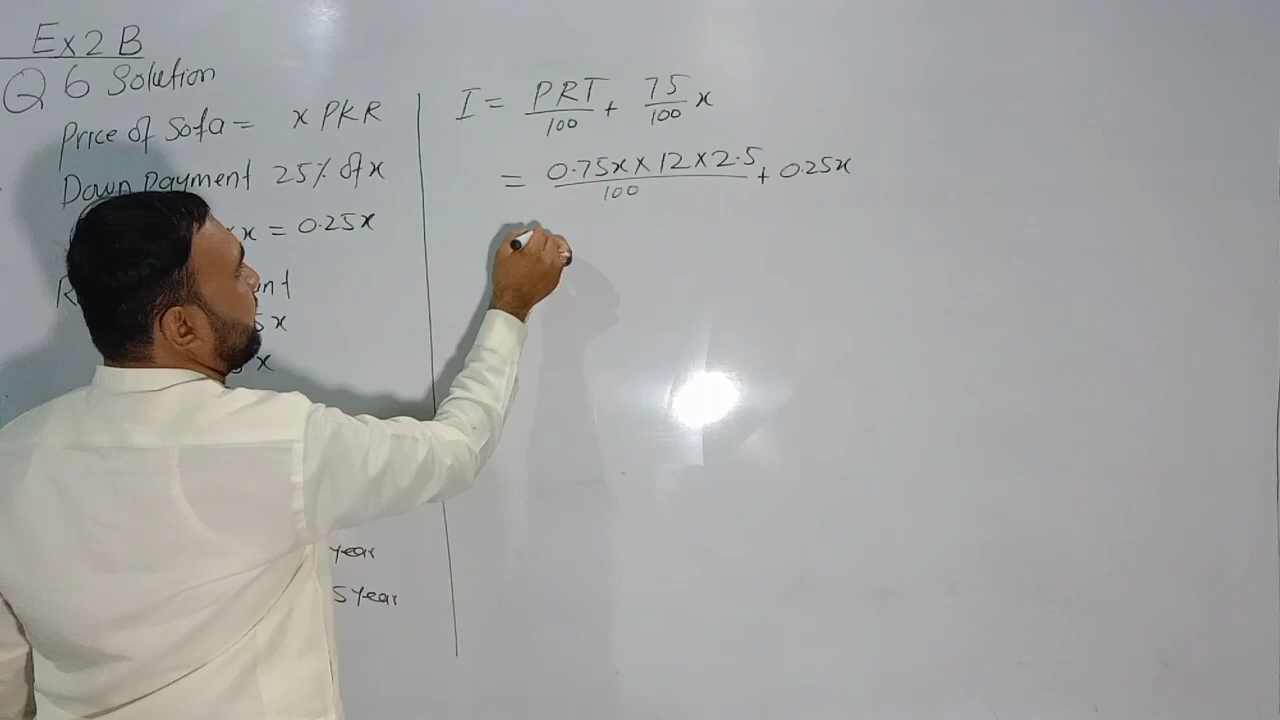 Ex 2 B
Q 6 Solution
Price of Sofa = x PKR
Down Payment 25% of x
x = 0.25x
x
x
year
5 Year
I = PRT/100 + 75/100 x
= 0.75x × 12 × 2.5/100 + 0.25x